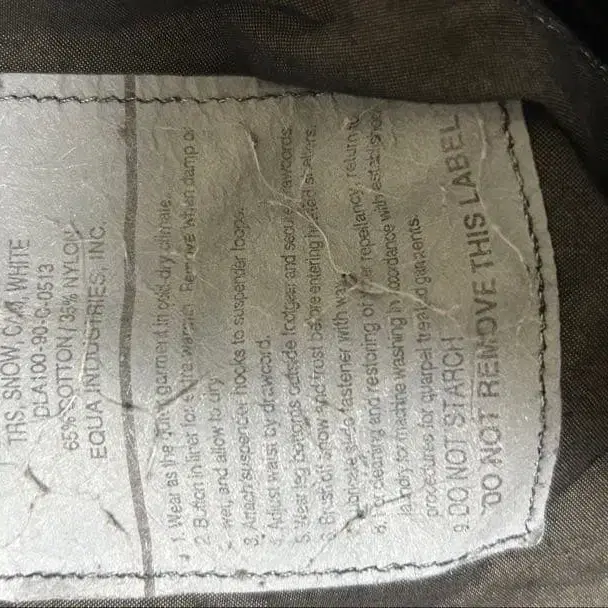 TRS, SNOW, CAM, WHITE
DLA100-90-C-0513
65% COTTON / 35% NYLON
EQUA INDUSTRIES, INC.
1. Wear as the outer garment in cold-dry climate.
2. Button in liner for extra warmth. Remove when damp or
wet, and allow to dry.
3. Attach suspender hooks to suspender loops.
4. Adjust waist by drawcord.
5. Wear leg bottoms outside footgear and secure drawcords.
6. Brush off snow and frost before entering heated shelters.
slide fastener with wax.
8. For cleaning and restoring of water repellancy, return to
laundry for machine washing in accordance with established
procedures for quarpel treated garments.
9. DO NOT STARCH
DO NOT REMOVE THIS LABEL